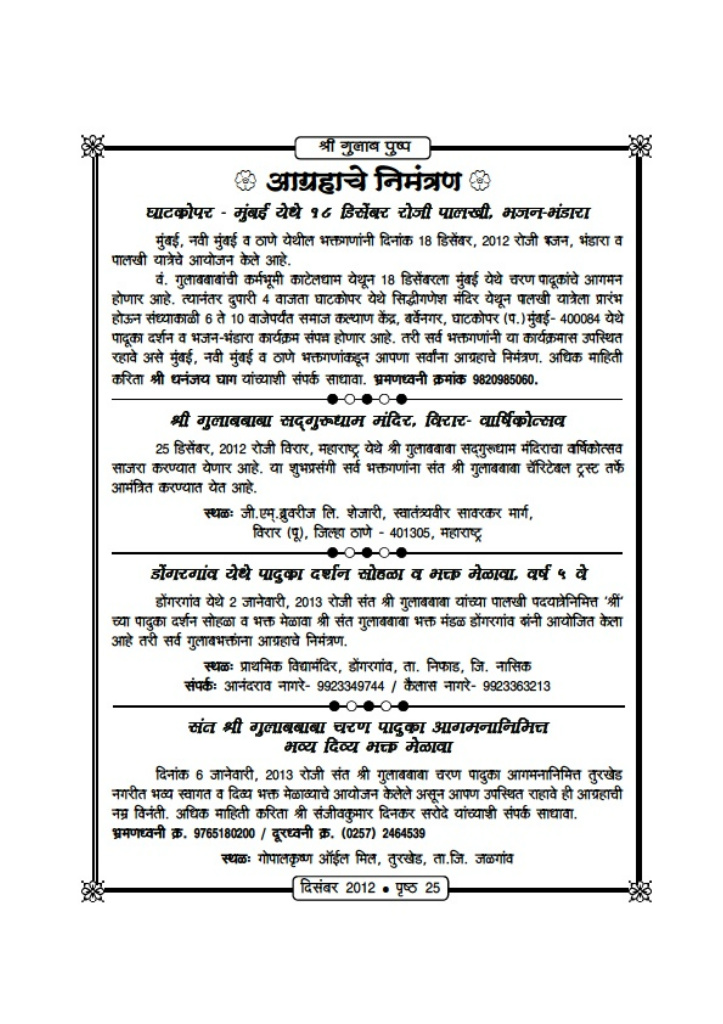 श्री गुलाब पुष्प
आग्रहाचे निमंत्रण
घाटकोपर - मुंबई येथे १८ डिसेंबर रोजी पालखी, भजन-भंडारा
मुंबई, नवी मुंबई व ठाणे येथील भक्तगणांनी दिनांक 18 डिसेंबर, 2012 रोजी भजन, भंडारा व
पालखी यात्रेचे आयोजन केले आहे.
वं. गुलाबबाबांची कर्मभूमी काटेलधाम येथून 18 डिसेंबरला मुंबई येथे चरण पादूकांचे आगमन
होणार आहे. त्यानंतर दुपारी 4 वाजता घाटकोपर येथे सिद्धीगणेश मंदिर येथून पालखी यात्रेला प्रारंभ
होऊन संध्याकाळी 6 ते 10 वाजेपर्यंत समाज कल्याण केंद्र, बर्वेनगर, घाटकोपर (प.) मुंबई- 400084 येथे
पादूका दर्शन व भजन-भंडारा कार्यक्रम संपन्न होणार आहे. तरी सर्व भक्तगणांनी या कार्यक्रमास उपस्थित
रहावे असे मुंबई, नवी मुंबई व ठाणे भक्तगणांकडून आपणा सर्वांना आग्रहाचे निमंत्रण. अधिक माहिती
करिता श्री धनंजय घाग यांच्याशी संपर्क साधावा. भ्रमणध्वनी क्रमांक 9820985060.
श्री गुलाबबाबा सद्गुरूधाम मंदिर, विरार- वार्षिकोत्सव
25 डिसेंबर, 2012 रोजी विरार, महाराष्ट्र येथे श्री गुलाबबाबा सद्गुरूधाम मंदिराचा वर्षिकोत्सव
साजरा करण्यात येणार आहे. या शुभप्रसंगी सर्व भक्तगणांना संत श्री गुलाबबाबा चॅरिटेबल ट्रस्ट तर्फे
आमंत्रित करण्यात येत आहे.
स्थळः जी.एम्.ब्रुवरीज लि. शेजारी, स्वातंत्र्यवीर सावरकर मार्ग,
विरार (पू), जिल्हा ठाणे - 401305, महाराष्ट्र
डोंगरगांव येथे पादुका दर्शन सोहळा व भक्त मेळावा, वर्ष ५ वे
डोंगरगांव येथे 2 जानेवारी, 2013 रोजी संत श्री गुलाबबाबा यांच्या पालखी पदयात्रेनिमित्त ‘श्रीं’
च्या पादुका दर्शन सोहळा व भक्त मेळावा श्री संत गुलाबबाबा भक्त मंडळ डोंगरगांव यांनी आयोजित केला
आहे तरी सर्व गुलाबभक्तांना आग्रहाचे निमंत्रण.
स्थळः प्राथमिक विद्यामंदिर, डोंगरगांव, ता. निफाड, जि. नासिक
संपर्कः आनंदराव नागरे- 9923349744 / कैलास नागरे- 9923363213
संत श्री गुलाबबाबा चरण पादुका आगमनानिमित्त
भव्य दिव्य भक्त मेळावा
दिनांक 6 जानेवारी, 2013 रोजी संत श्री गुलाबबाबा चरण पादुका आगमनानिमित्त तुरखेड
नगरीत भव्य स्वागत व दिव्य भक्त मेळाव्याचे आयोजन केलेले असून आपण उपस्थित राहावे ही आग्रहाची
नम्र विनंती. अधिक माहिती करिता श्री संजीवकुमार दिनकर सरोदे यांच्याशी संपर्क साधावा.
भ्रमणध्वनी क्र. 9765180200 / दूरध्वनी क्र. (0257) 2464539
स्थळः गोपालकृष्ण ऑईल मिल, तुरखेड, ता.जि. जळगांव
दिसंबर 2012 ● पृष्ठ 25